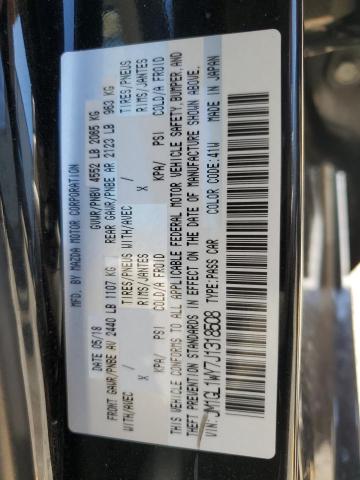 MFD. BY MAZDA MOTOR CORPORATION
DATE 05/18 GVWR/PNBV 4552 LB 2065 KG
FRONT GAWR/PNBE AV 2440 LB 1107 KG REAR GAWR/PNBE AR 2123 LB 963 KG
WITH/AVEC TIRES/PNEUS WITH/AVEC TIRES/PNEUS
X RIMS/JANTES X RIMS/JANTES
KPA/ PSI COLD/A FROID KPA/ PSI COLD/A FROID
THIS VEHICLE CONFORMS TO ALL APPLICABLE FEDERAL MOTOR VEHICLE SAFETY, BUMPER, AND
THEFT PREVENTION STANDARDS IN EFFECT ON THE DATE OF MANUFACTURE SHOWN ABOVE.
VIN: JM1GL1WY7J1318508 TYPE:PASS CAR COLOR CODE:41W MADE IN JAPAN